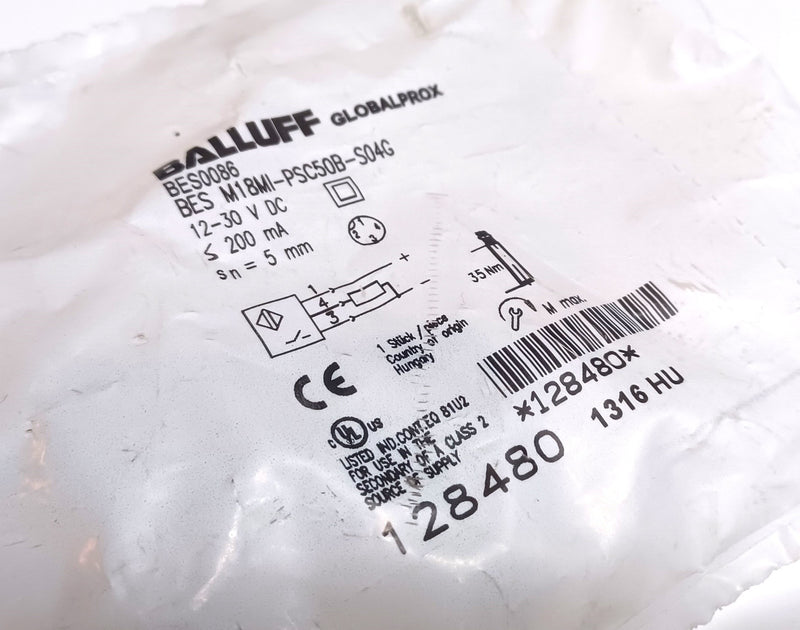 BALLUFF GLOBALPROX
BES0086
BES M18MI-PSC50B-S04G
12-30 V DC
≤ 200 mA
sn = 5 mm
1 +
4
3 -
35 Nm
M max.
1 Stück / piece
Country of origin
Hungary
CE
C UL US
LISTED IND.CONT.EQ 81U2
FOR USE IN THE
SECONDARY OF A CLASS 2
SOURCE OF SUPPLY
*128480*
128480 1316 HU